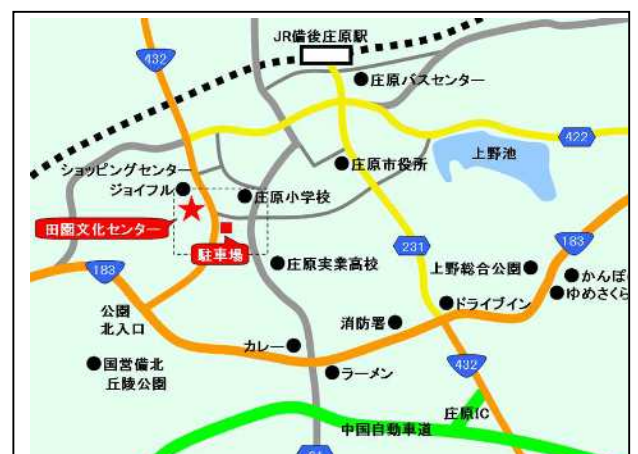 JR備後庄原駅
432
庄原バスセンター
422
ショッピングセンター
ジョイフル
庄原小学校
庄原市役所
上野池
田園文化センター
駐車場
庄原実業高校
231
183
183
上野総合公園
かんぽの
ゆめさくら
公園
北入口
消防署
ドライブイン
カレー
国営備北
丘陵公園
ラーメン
432
庄原IC
中国自動車道